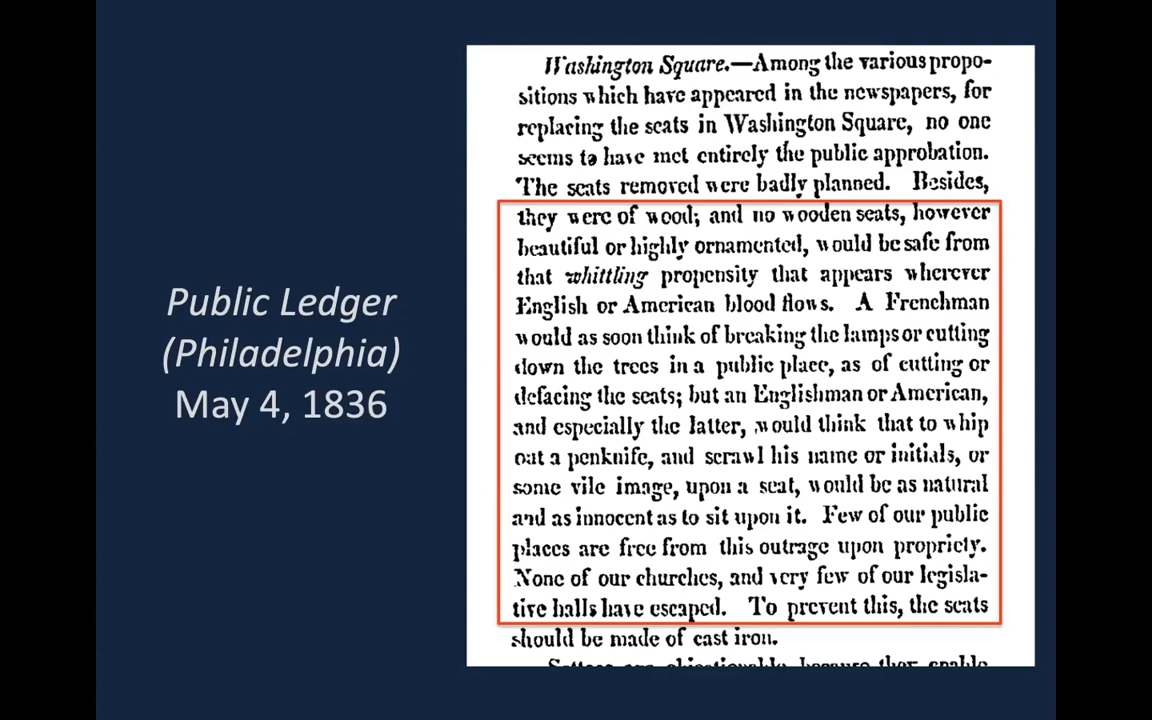 Public Ledger
(Philadelphia)
May 4, 1836
Washington Square.—Among the various propo-
sitions which have appeared in the newspapers, for
replacing the seats in Washington Square, no one
seems to have met entirely the public approbation.
The seats removed were badly planned. Besides,
they were of wood; and no wooden seats, however
beautiful or highly ornamented, would be safe from
that whittling propensity that appears wherever
English or American blood flows. A Frenchman
would as soon think of breaking the lamps or cutting
down the trees in a public place, as of cutting or
defacing the seats; but an Englishman or American,
and especially the latter, would think that to whip
out a penknife, and scrawl his name or initials, or
some vile image, upon a seat, would be as natural
and as innocent as to sit upon it. Few of our public
places are free from this outrage upon propriety.
None of our churches, and very few of our legisla-
tive halls have escaped. To prevent this, the seats
should be made of cast iron.
objectionable, because they enable